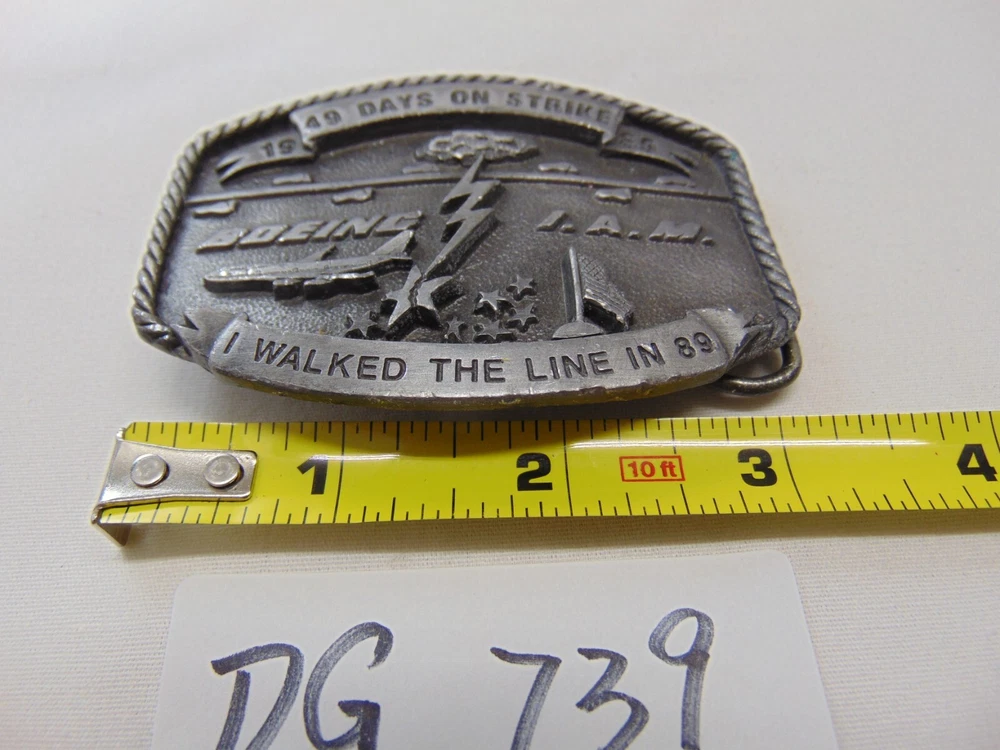 49 DAYS ON STRIKE
19 8
BOEING I.A.M.
I WALKED THE LINE IN 89
1 2 10 ft 3 4
DG 739